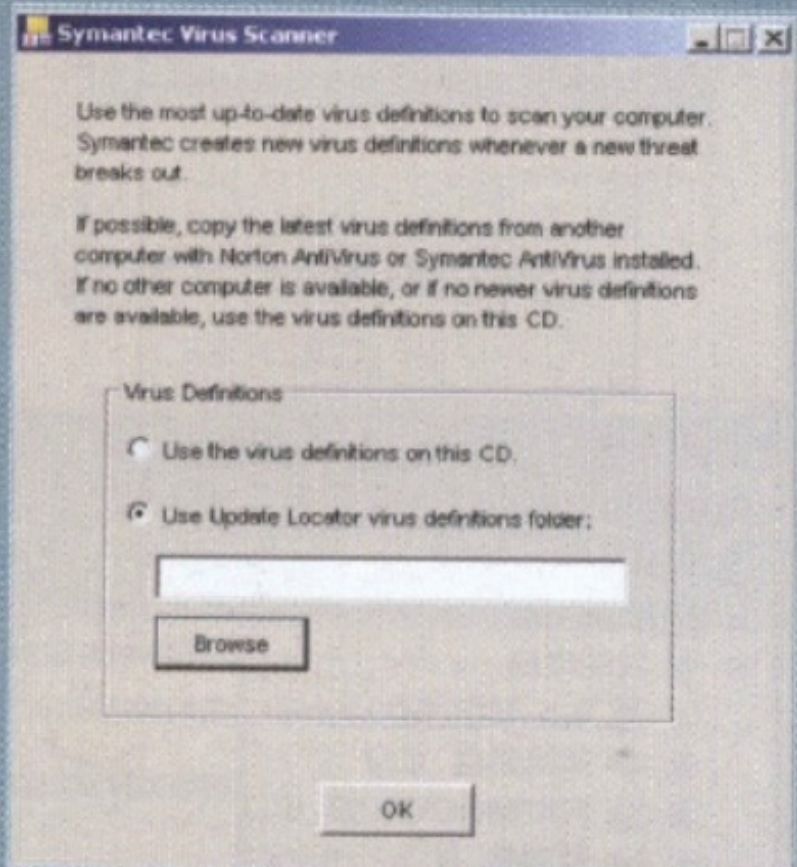 Symantec Virus Scanner
Use the most up-to-date virus definitions to scan your computer.
Symantec creates new virus definitions whenever a new threat
breaks out.
If possible, copy the latest virus definitions from another
computer with Norton AntiVirus or Symantec AntiVirus installed.
If no other computer is available, or if no newer virus definitions
are available, use the virus definitions on this CD.
Virus Definitions
Use the virus definitions on this CD.
Use Update Locator virus definitions folder:
Browse
OK